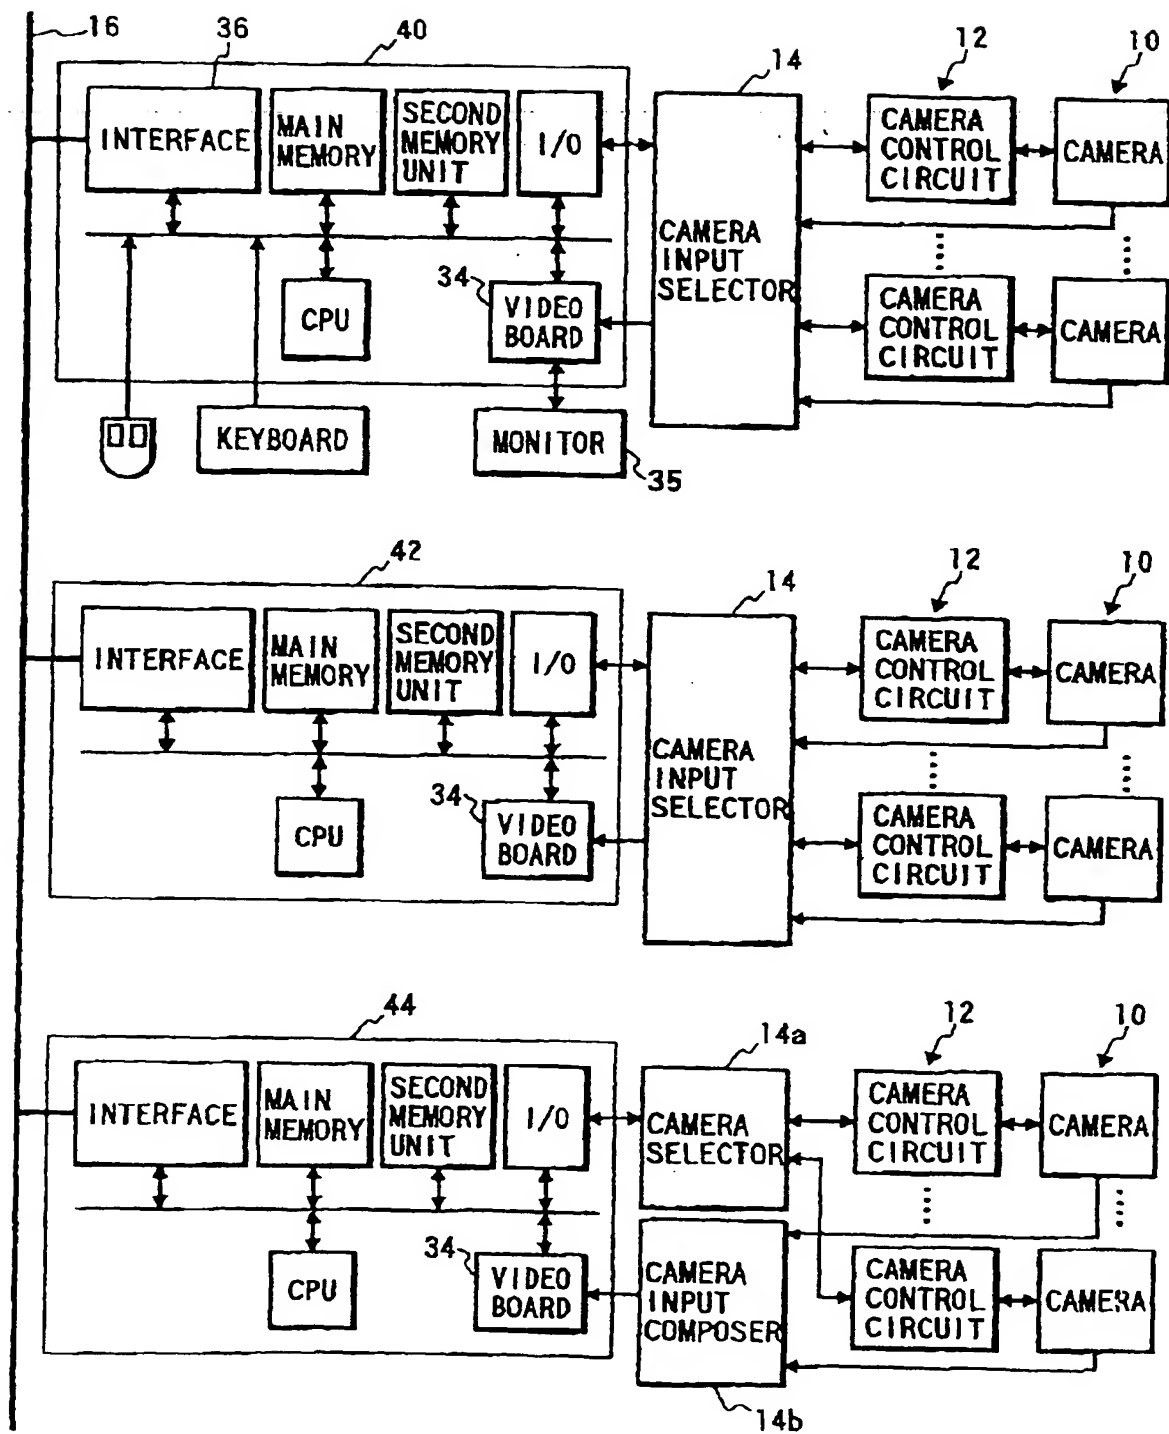 16
36
40
14
12
10
INTERFACE
MAIN
MEMORY
SECOND
MEMORY
UNIT
I/O
CAMERA
CONTROL
CIRCUIT
CAMERA
CAMERA
INPUT
SELECTOR
34
CPU
VIDEO
BOARD
CAMERA
CONTROL
CIRCUIT
CAMERA
KEYBOARD
MONITOR
35
42
14
12
10
INTERFACE
MAIN
MEMORY
SECOND
MEMORY
UNIT
I/O
CAMERA
CONTROL
CIRCUIT
CAMERA
CAMERA
INPUT
SELECTOR
34
CPU
VIDEO
BOARD
CAMERA
CONTROL
CIRCUIT
CAMERA
44
14a
12
10
INTERFACE
MAIN
MEMORY
SECOND
MEMORY
UNIT
I/O
CAMERA
SELECTOR
CAMERA
CONTROL
CIRCUIT
CAMERA
34
CPU
VIDEO
BOARD
CAMERA
INPUT
COMPOSER
CAMERA
CONTROL
CIRCUIT
CAMERA
14b